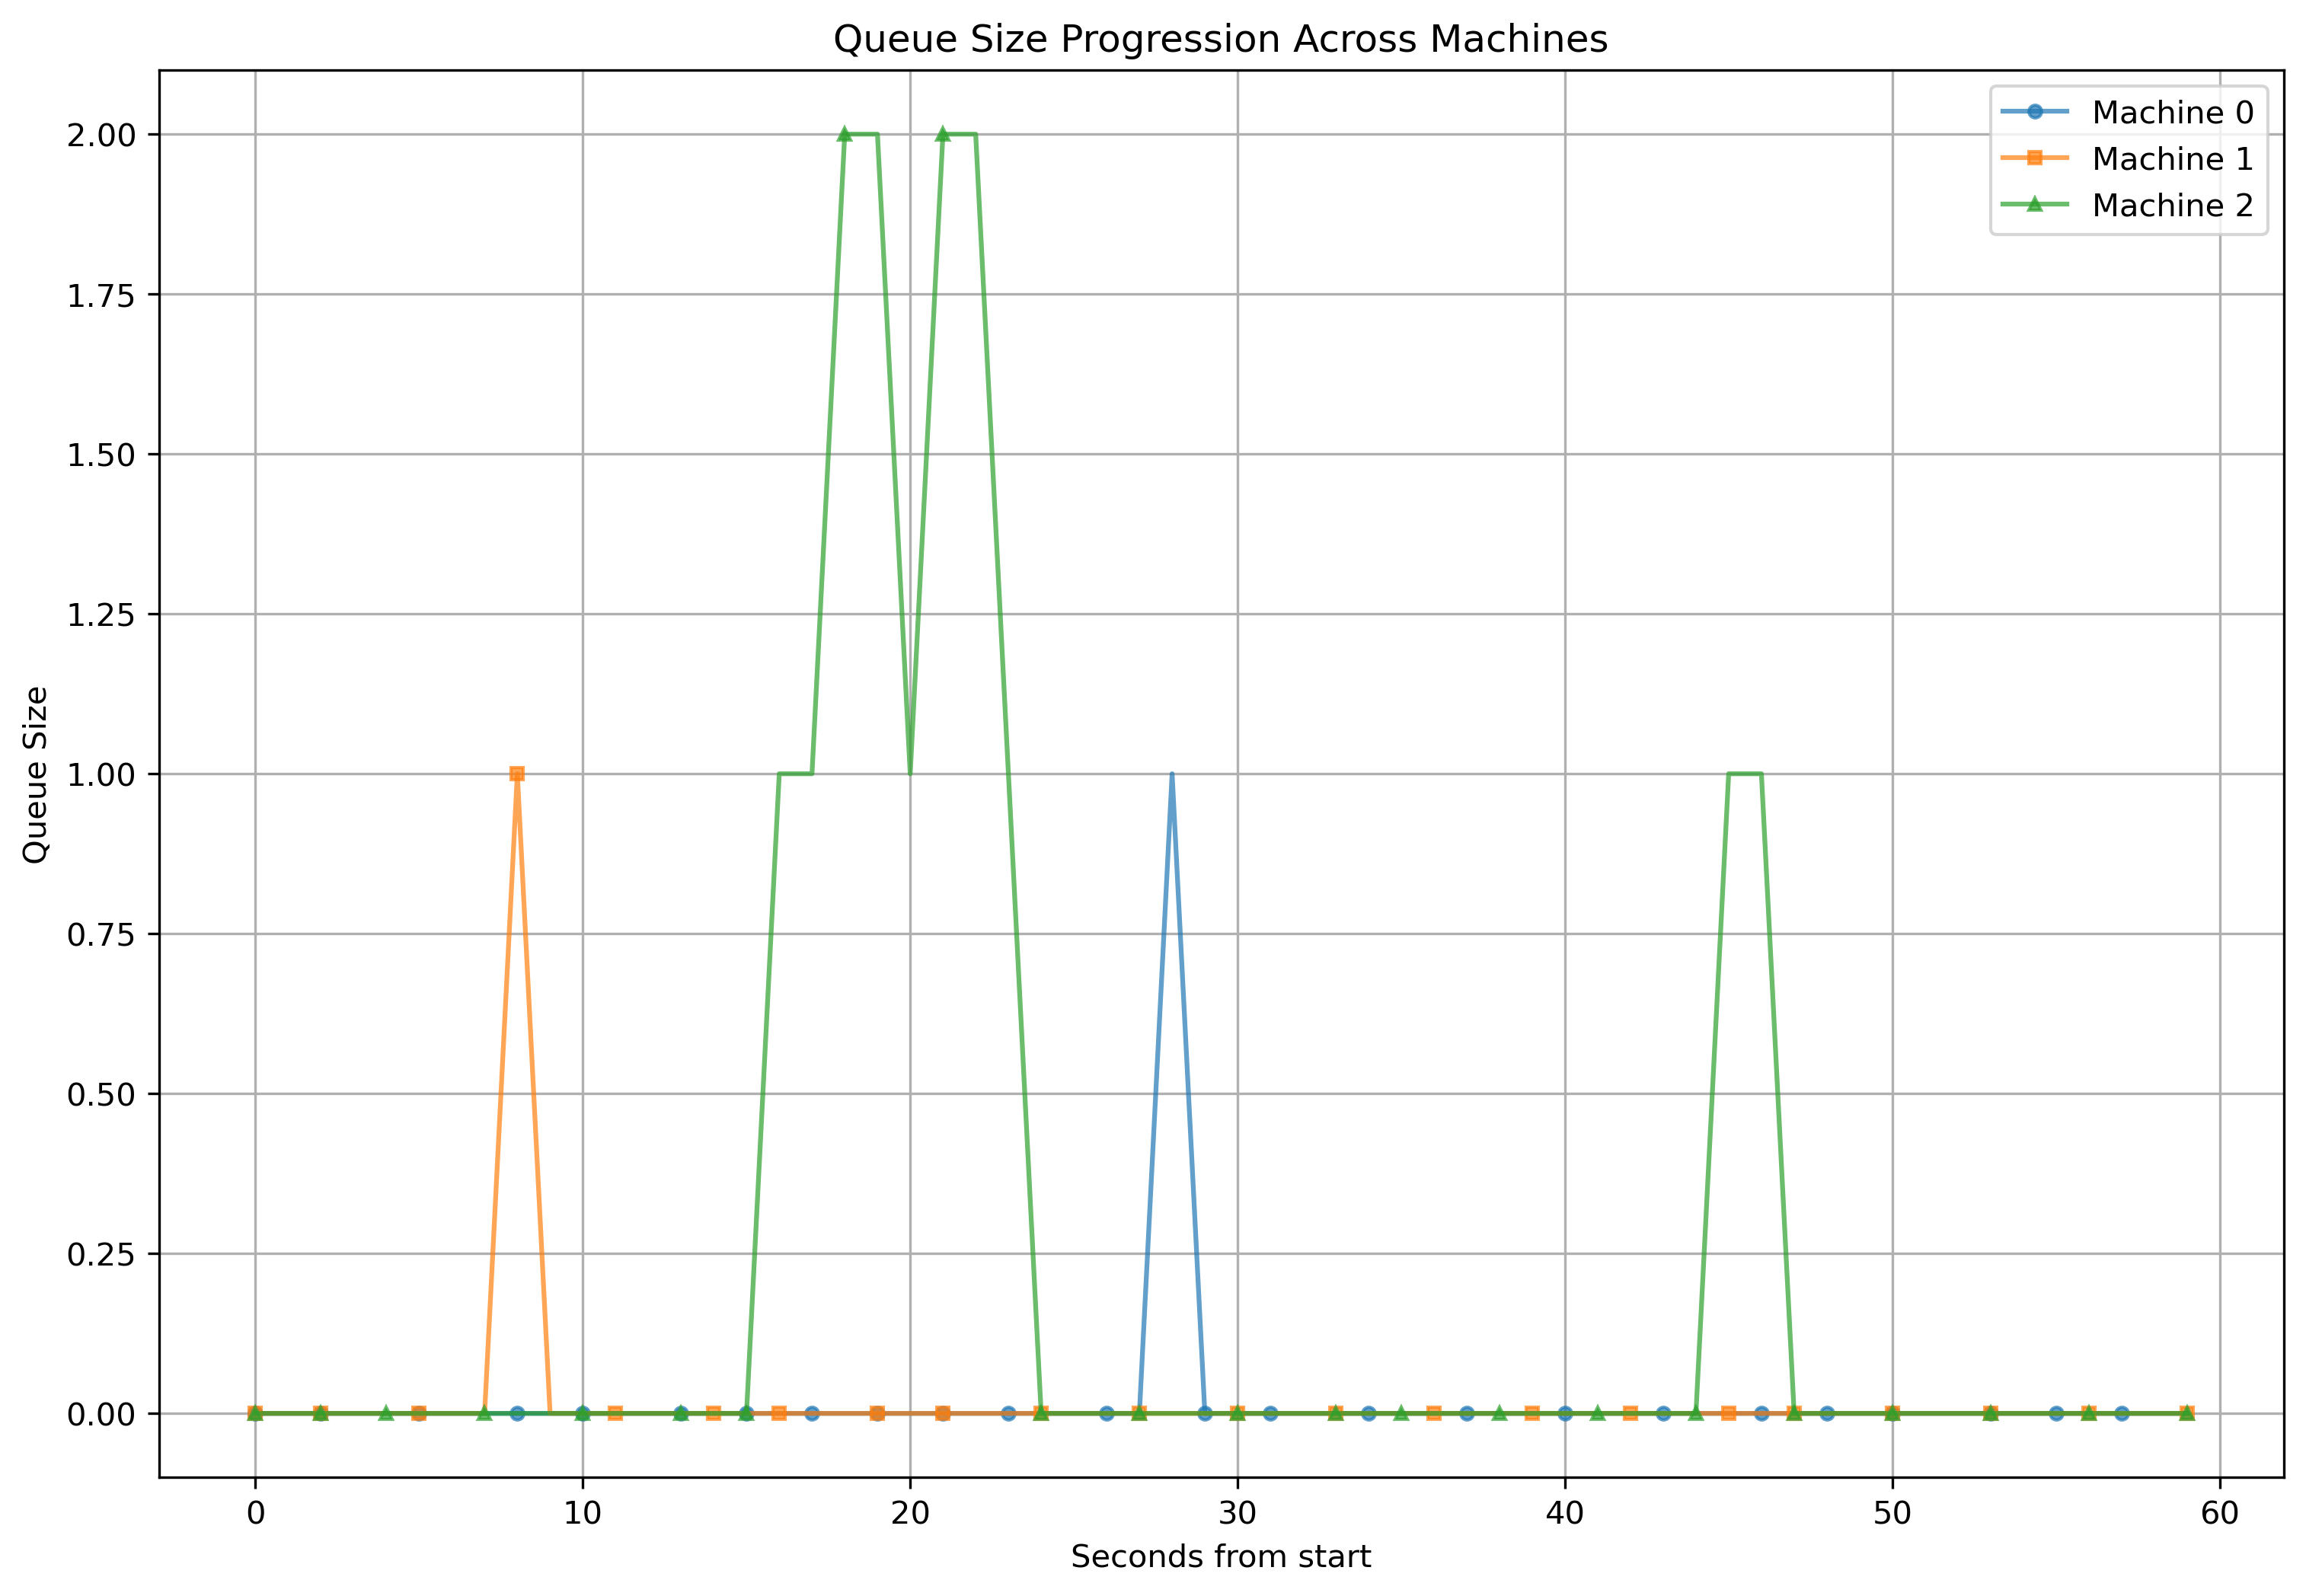 Queue Size Progression Across Machines
Machine 0
Machine 1
Machine 2
2.00
1.75
1.50
1.25
1.00
0.75
0.50
0.25
0.00
Queue Size
0 10 20 30 40 50 60
Seconds from start